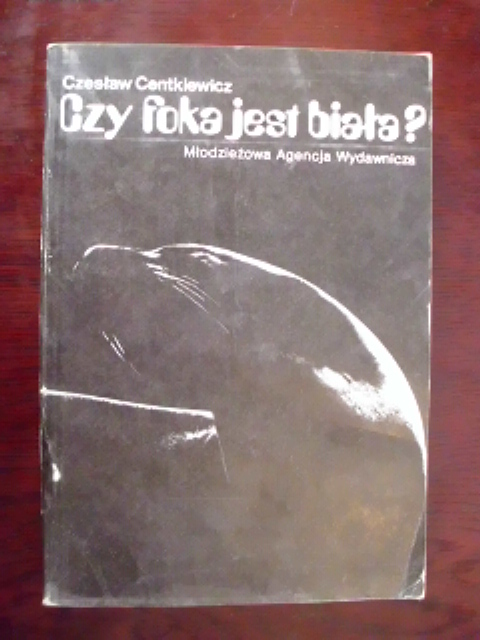 Czesław Centkiewicz
Czy foka jest biała?
Młodzieżowa Agencja Wydawnicza